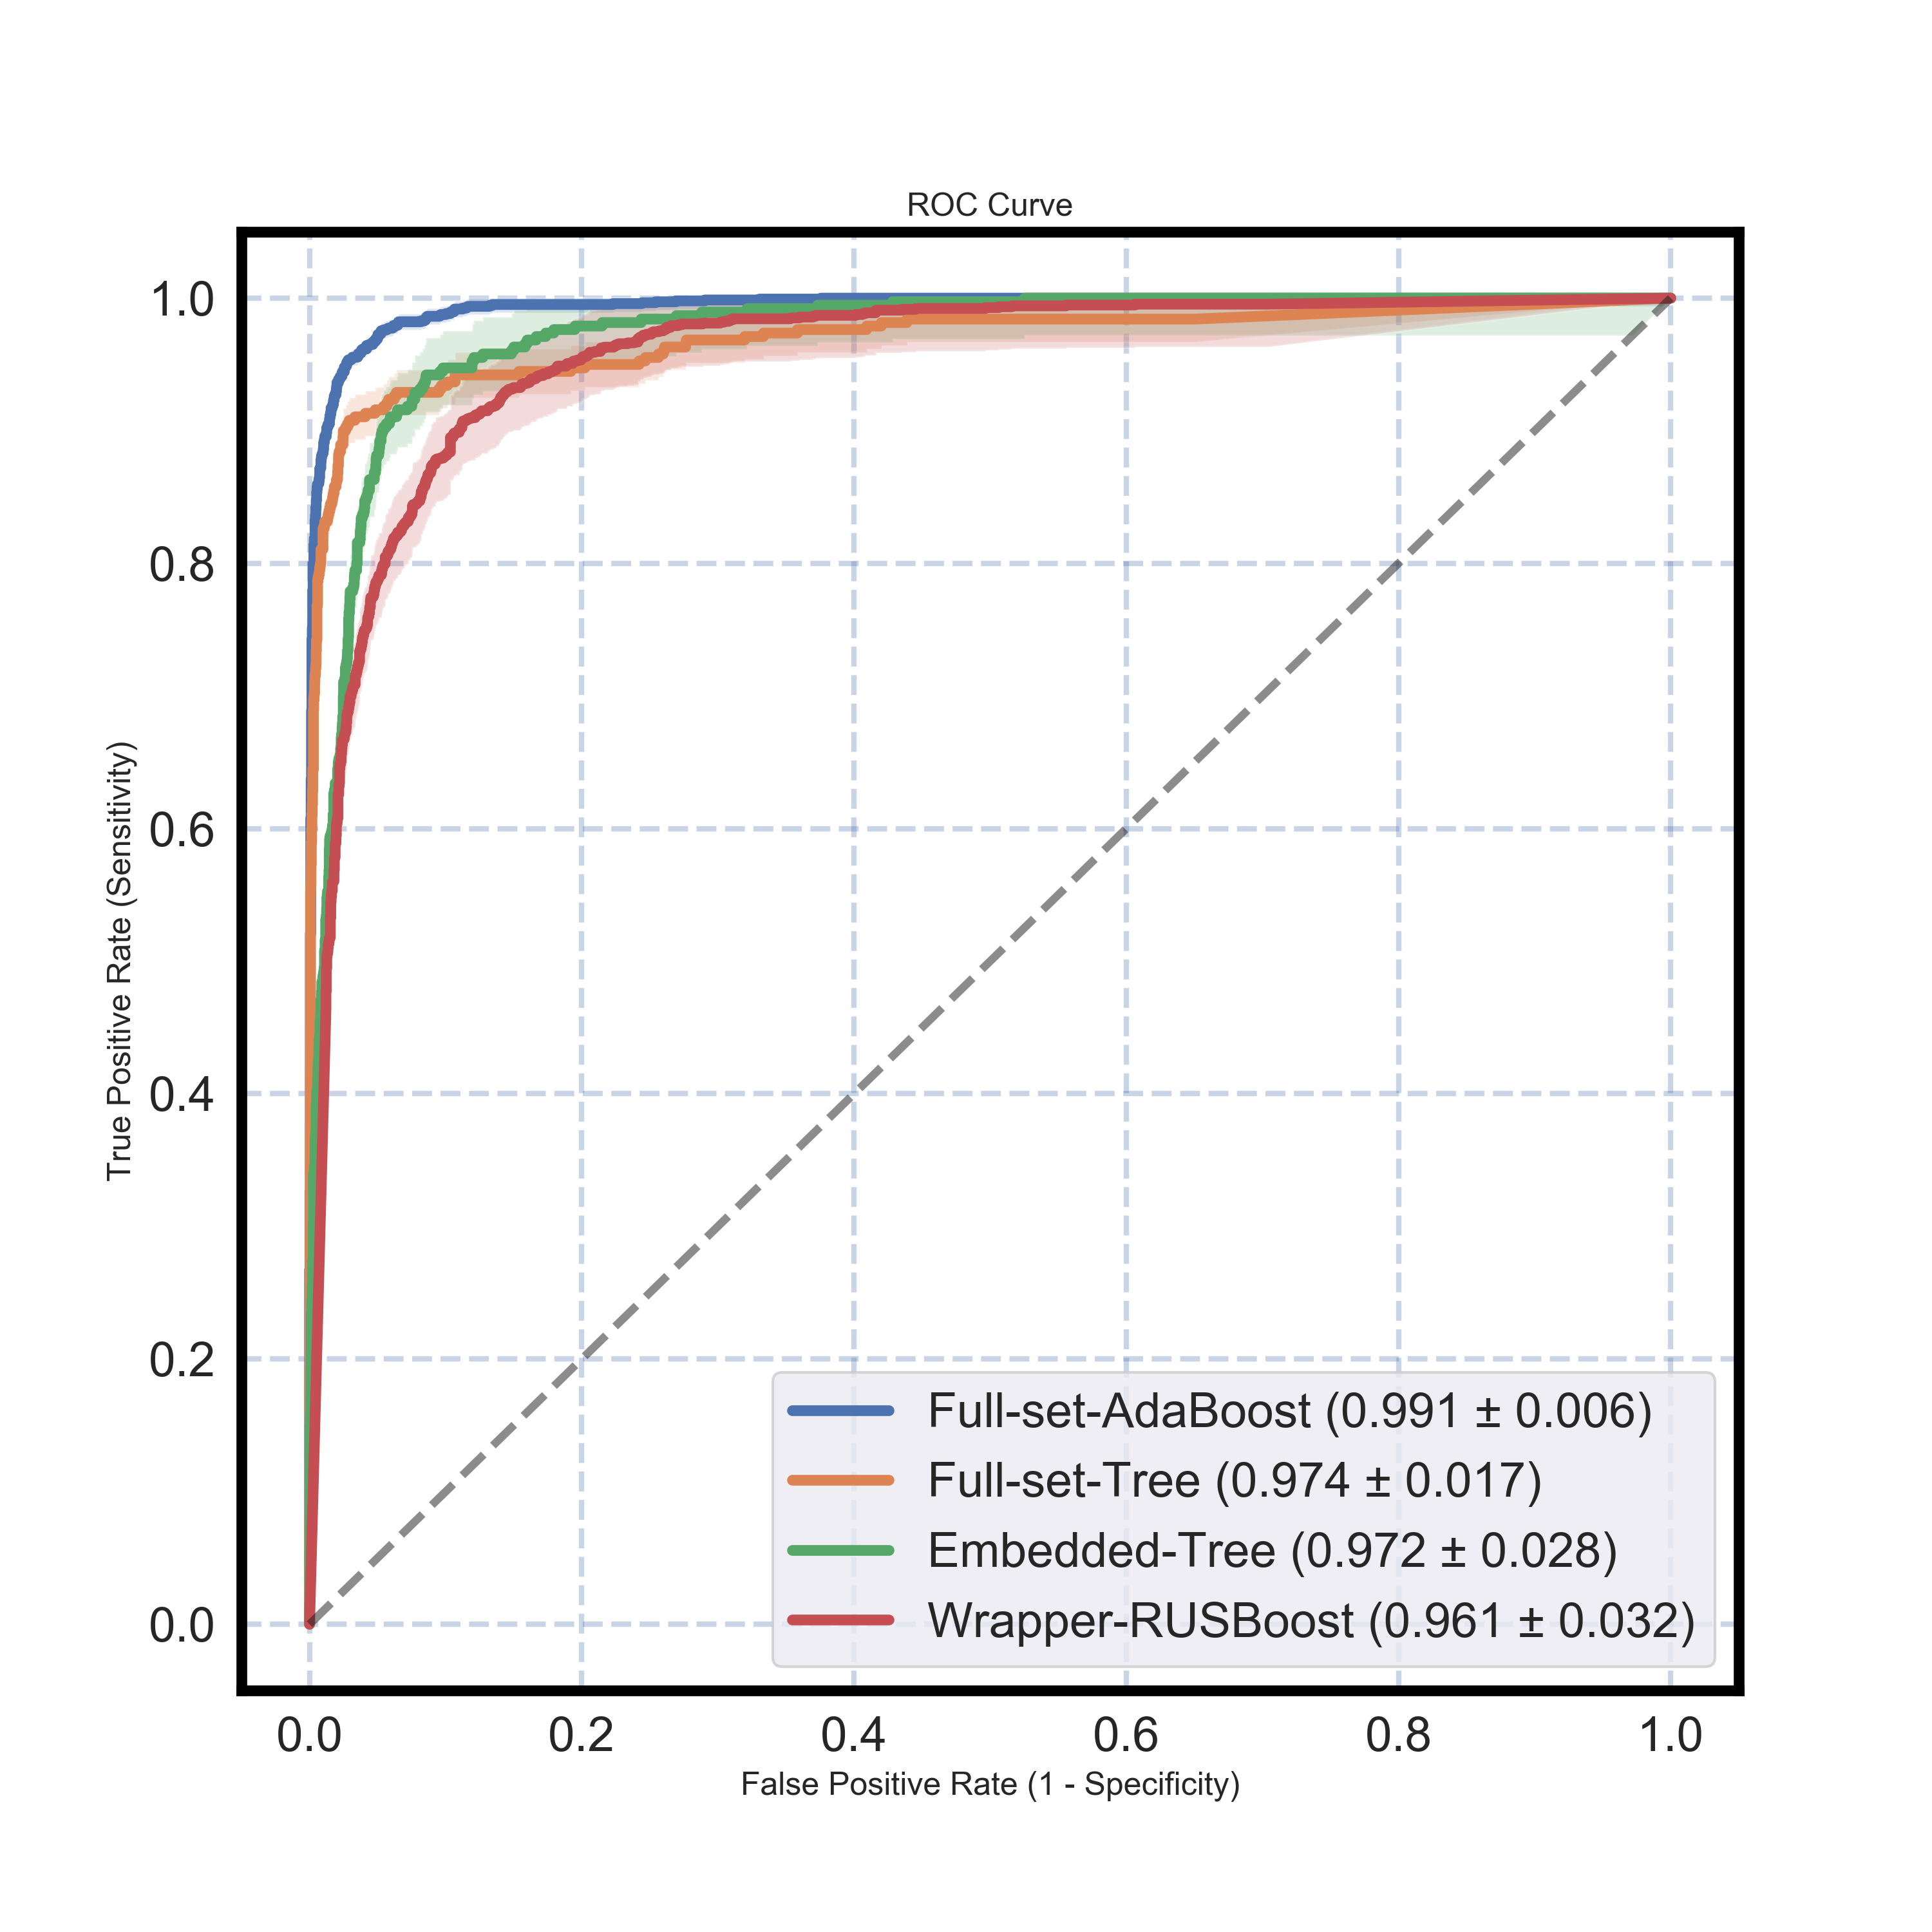 ROC Curve
1.0
0.8
0.6
0.4
0.2
0.0
True Positive Rate (Sensitivity)
Full-set-AdaBoost (0.991 ± 0.006)
Full-set-Tree (0.974 ± 0.017)
Embedded-Tree (0.972 ± 0.028)
Wrapper-RUSBoost (0.961 ± 0.032)
0.0 0.2 0.4 0.6 0.8 1.0
False Positive Rate (1 - Specificity)